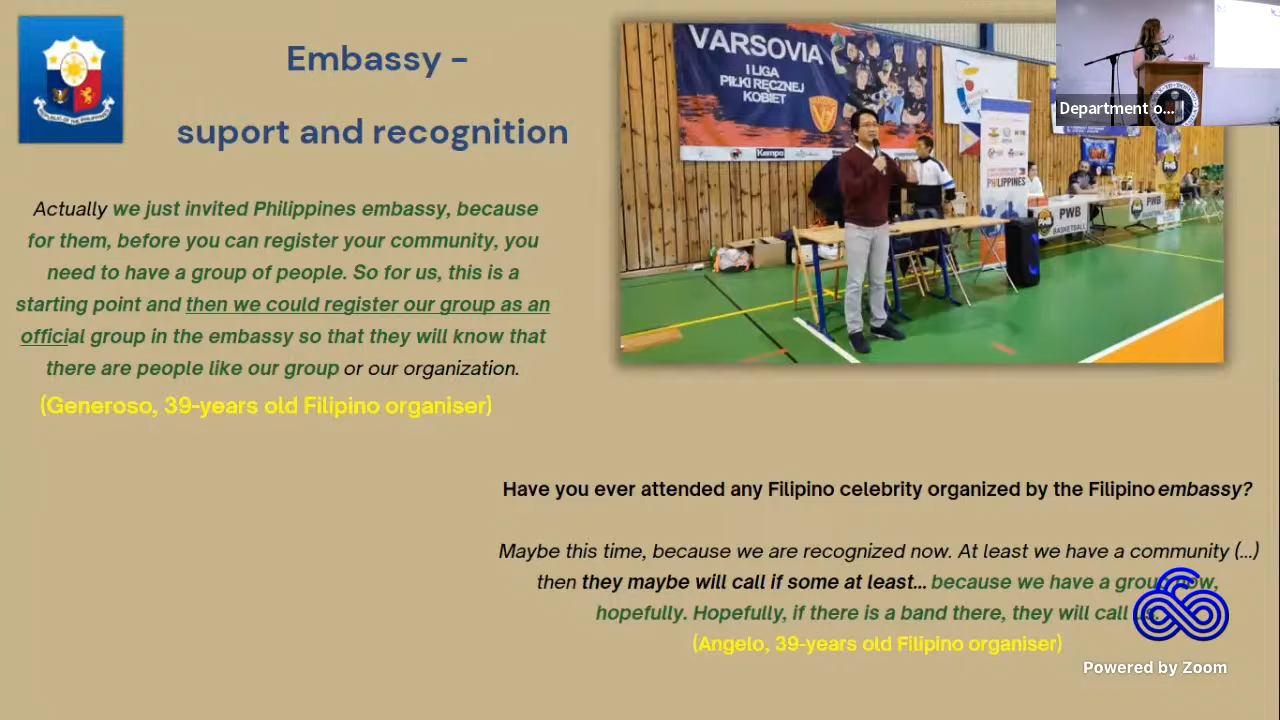 Embassy –
suport and recognition
Actually we just invited Philippines embassy, because
for them, before you can register your community, you
need to have a group of people. So for us, this is a
starting point and then we could register our group as an
official group in the embassy so that they will know that
there are people like our group or our organization.
(Generoso, 39-years old Filipino organiser)
VARSOVIA
I LIGA
PIŁKI RĘCZNEJ
KOBIET
Kempa
PHILIPPINES
PWB
BASKETBALL
PWB
Department o...
Have you ever attended any Filipino celebrity organized by the Filipino embassy?
Maybe this time, because we are recognized now. At least we have a community (...)
then they maybe will call if some at least... because we have a group now,
hopefully. Hopefully, if there is a band there, they will call
(Angelo, 39-years old Filipino organiser)
Powered by Zoom